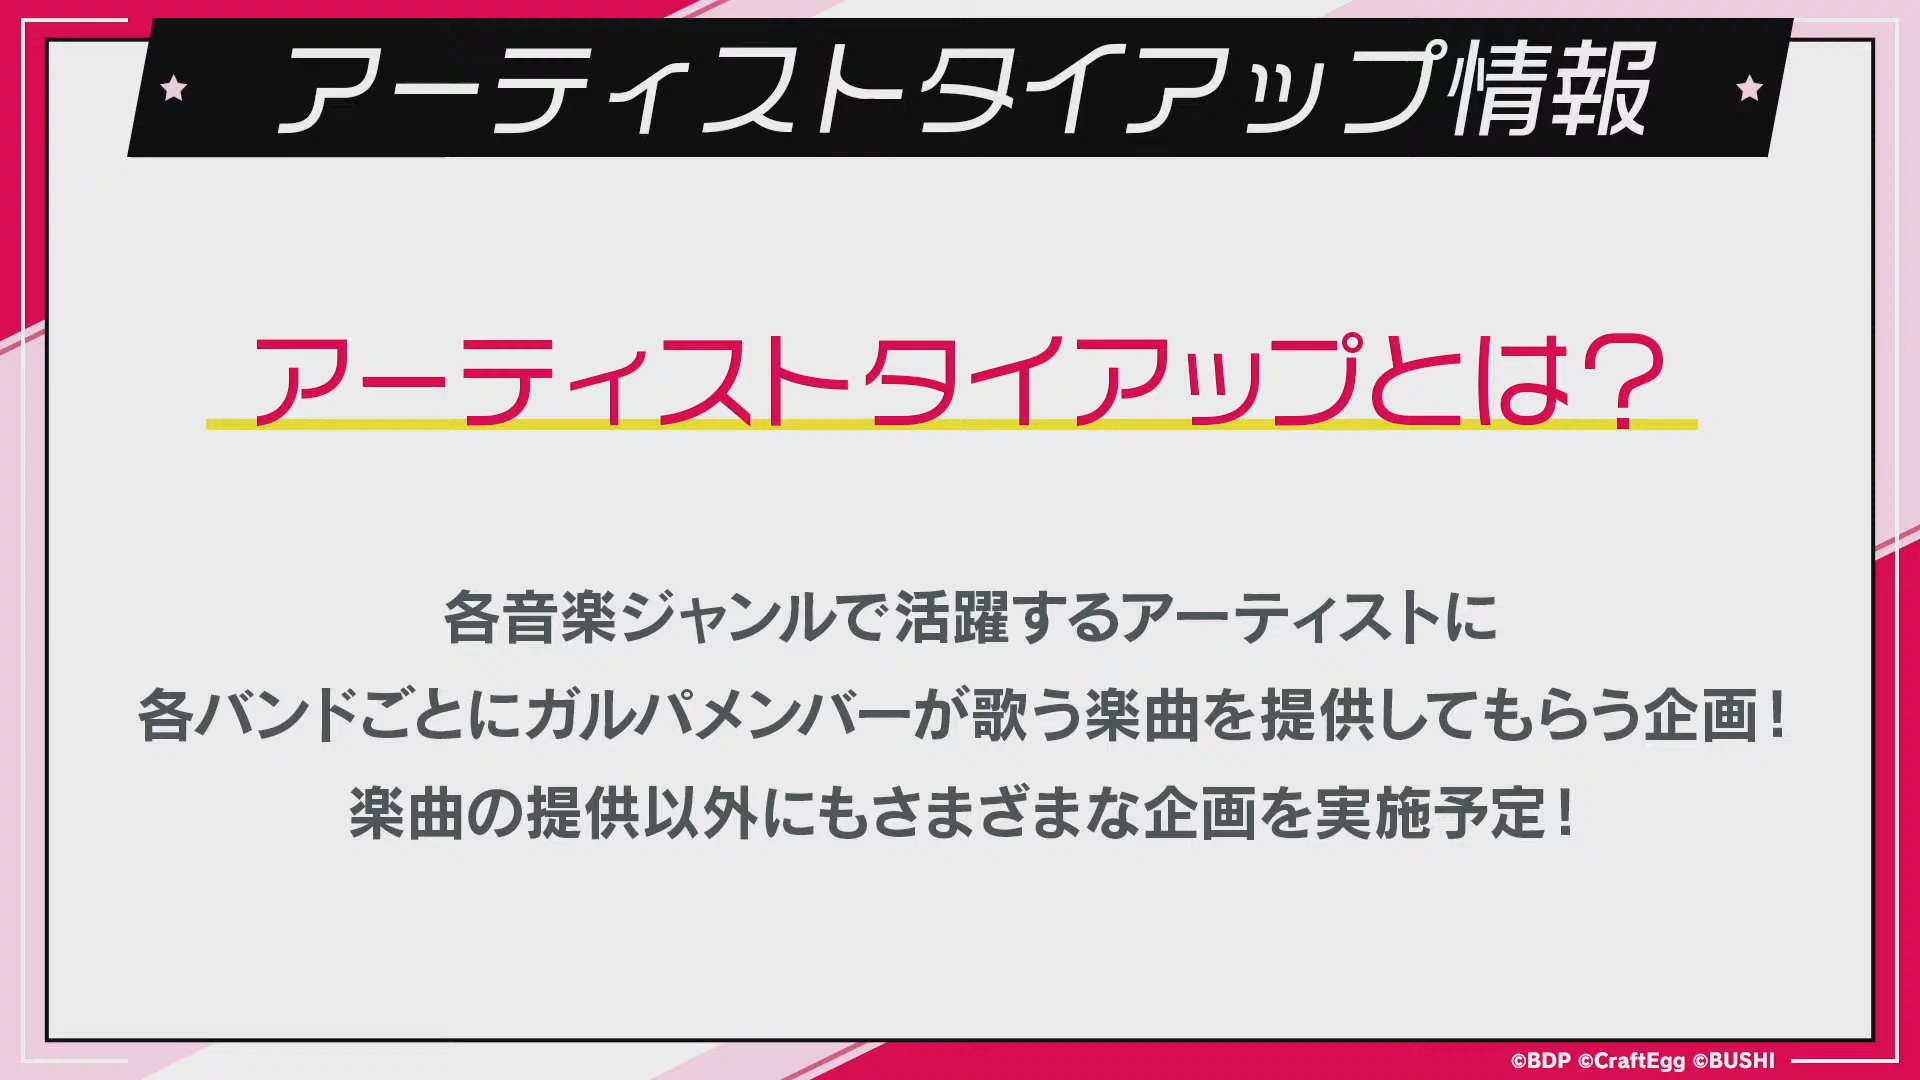 アーティストタイアップ情報
アーティストタイアップとは?
各音楽ジャンルで活躍するアーティストに
各バンドごとにガルパメンバーが歌う楽曲を提供してもらう企画!
楽曲の提供以外にもさまざまな企画を実施予定!
©BDP ©CraftEgg ©BUSHI